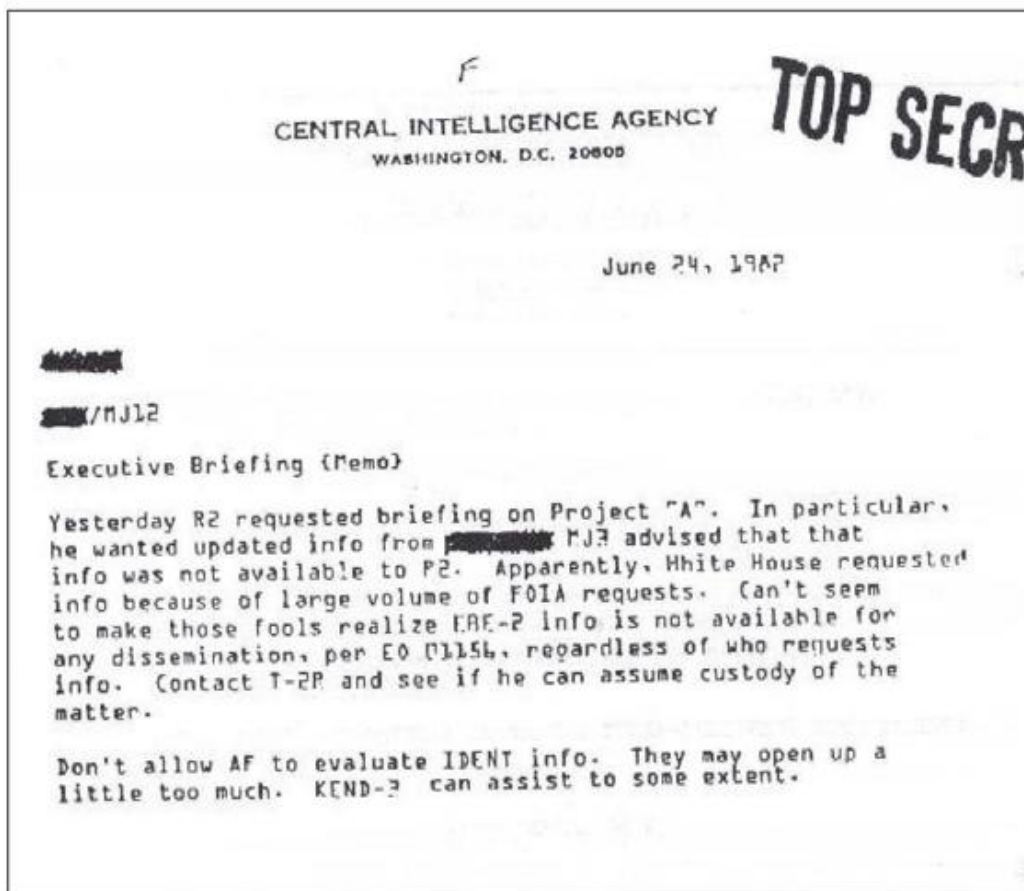 F
CENTRAL INTELLIGENCE AGENCY
WASHINGTON, D.C. 20505
TOP SECR
June 24, 1982
/MJ12
Executive Briefing {Memo}
Yesterday R2 requested briefing on Project "A". In particular,
he wanted updated info from MJ3 advised that that
info was not available to P2. Apparently, Hhite House requested
info because of large volume of FOIA requests. Can't seem
to make those fools realize EBE-2 info is not available for
any dissemination, per EO 01156, regardless of who requests
info. Contact T-2P and see if he can assume custody of the
matter.
Don't allow AF to evaluate IDENT info. They may open up a
little too much. KEND-3 can assist to some extent.